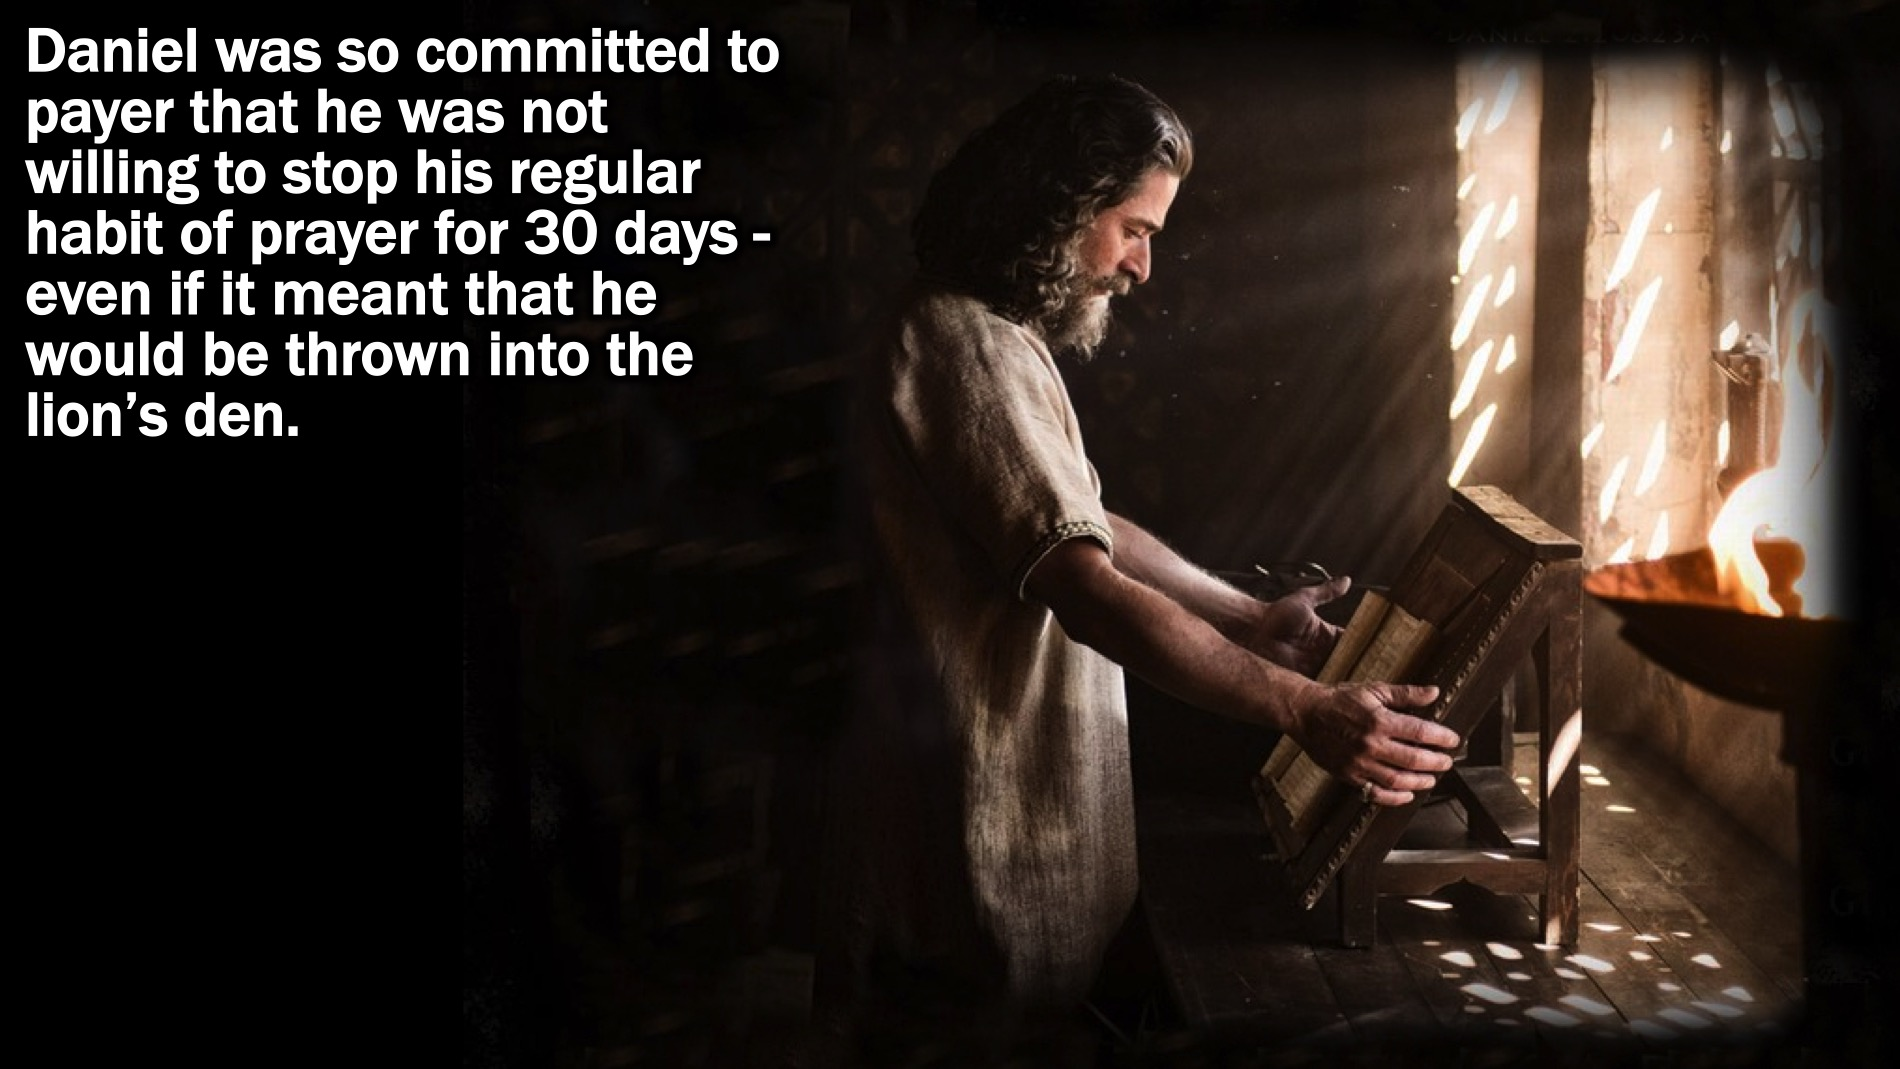 Daniel was so committed to
payer that he was not
willing to stop his regular
habit of prayer for 30 days -
even if it meant that he
would be thrown into the
lion’s den.